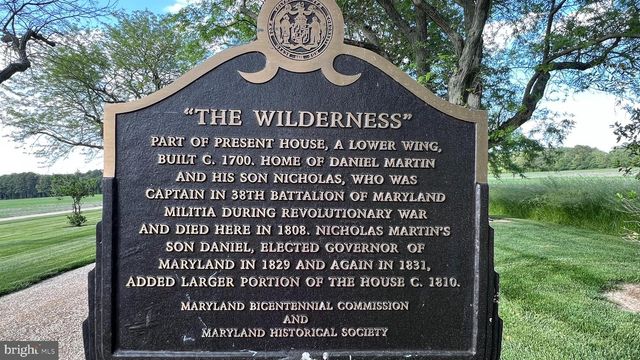 "THE WILDERNESS"
PART OF PRESENT HOUSE, A LOWER WING,
BUILT C. 1700. HOME OF DANIEL MARTIN
AND HIS SON NICHOLAS, WHO WAS
CAPTAIN IN 38TH BATTALION OF MARYLAND
MILITIA DURING REVOLUTIONARY WAR
AND DIED HERE IN 1808. NICHOLAS MARTIN'S
SON DANIEL, ELECTED GOVERNOR OF
MARYLAND IN 1829 AND AGAIN IN 1831,
ADDED LARGER PORTION OF THE HOUSE C. 1810.
MARYLAND BICENTENNIAL COMMISSION
AND
MARYLAND HISTORICAL SOCIETY
bright MLS